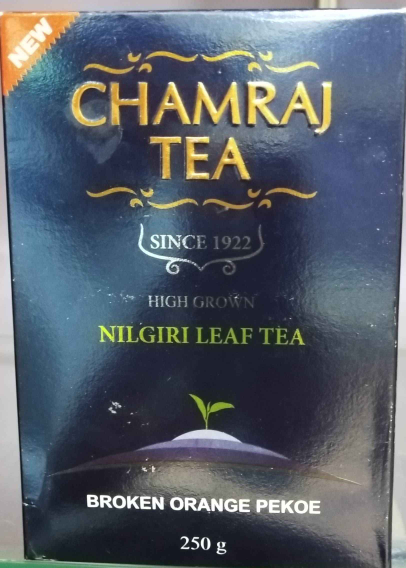 NEW
CHAMRAJ
TEA
SINCE 1922
HIGH GROWN
NILGIRI LEAF TEA
BROKEN ORANGE PEKOE
250 g